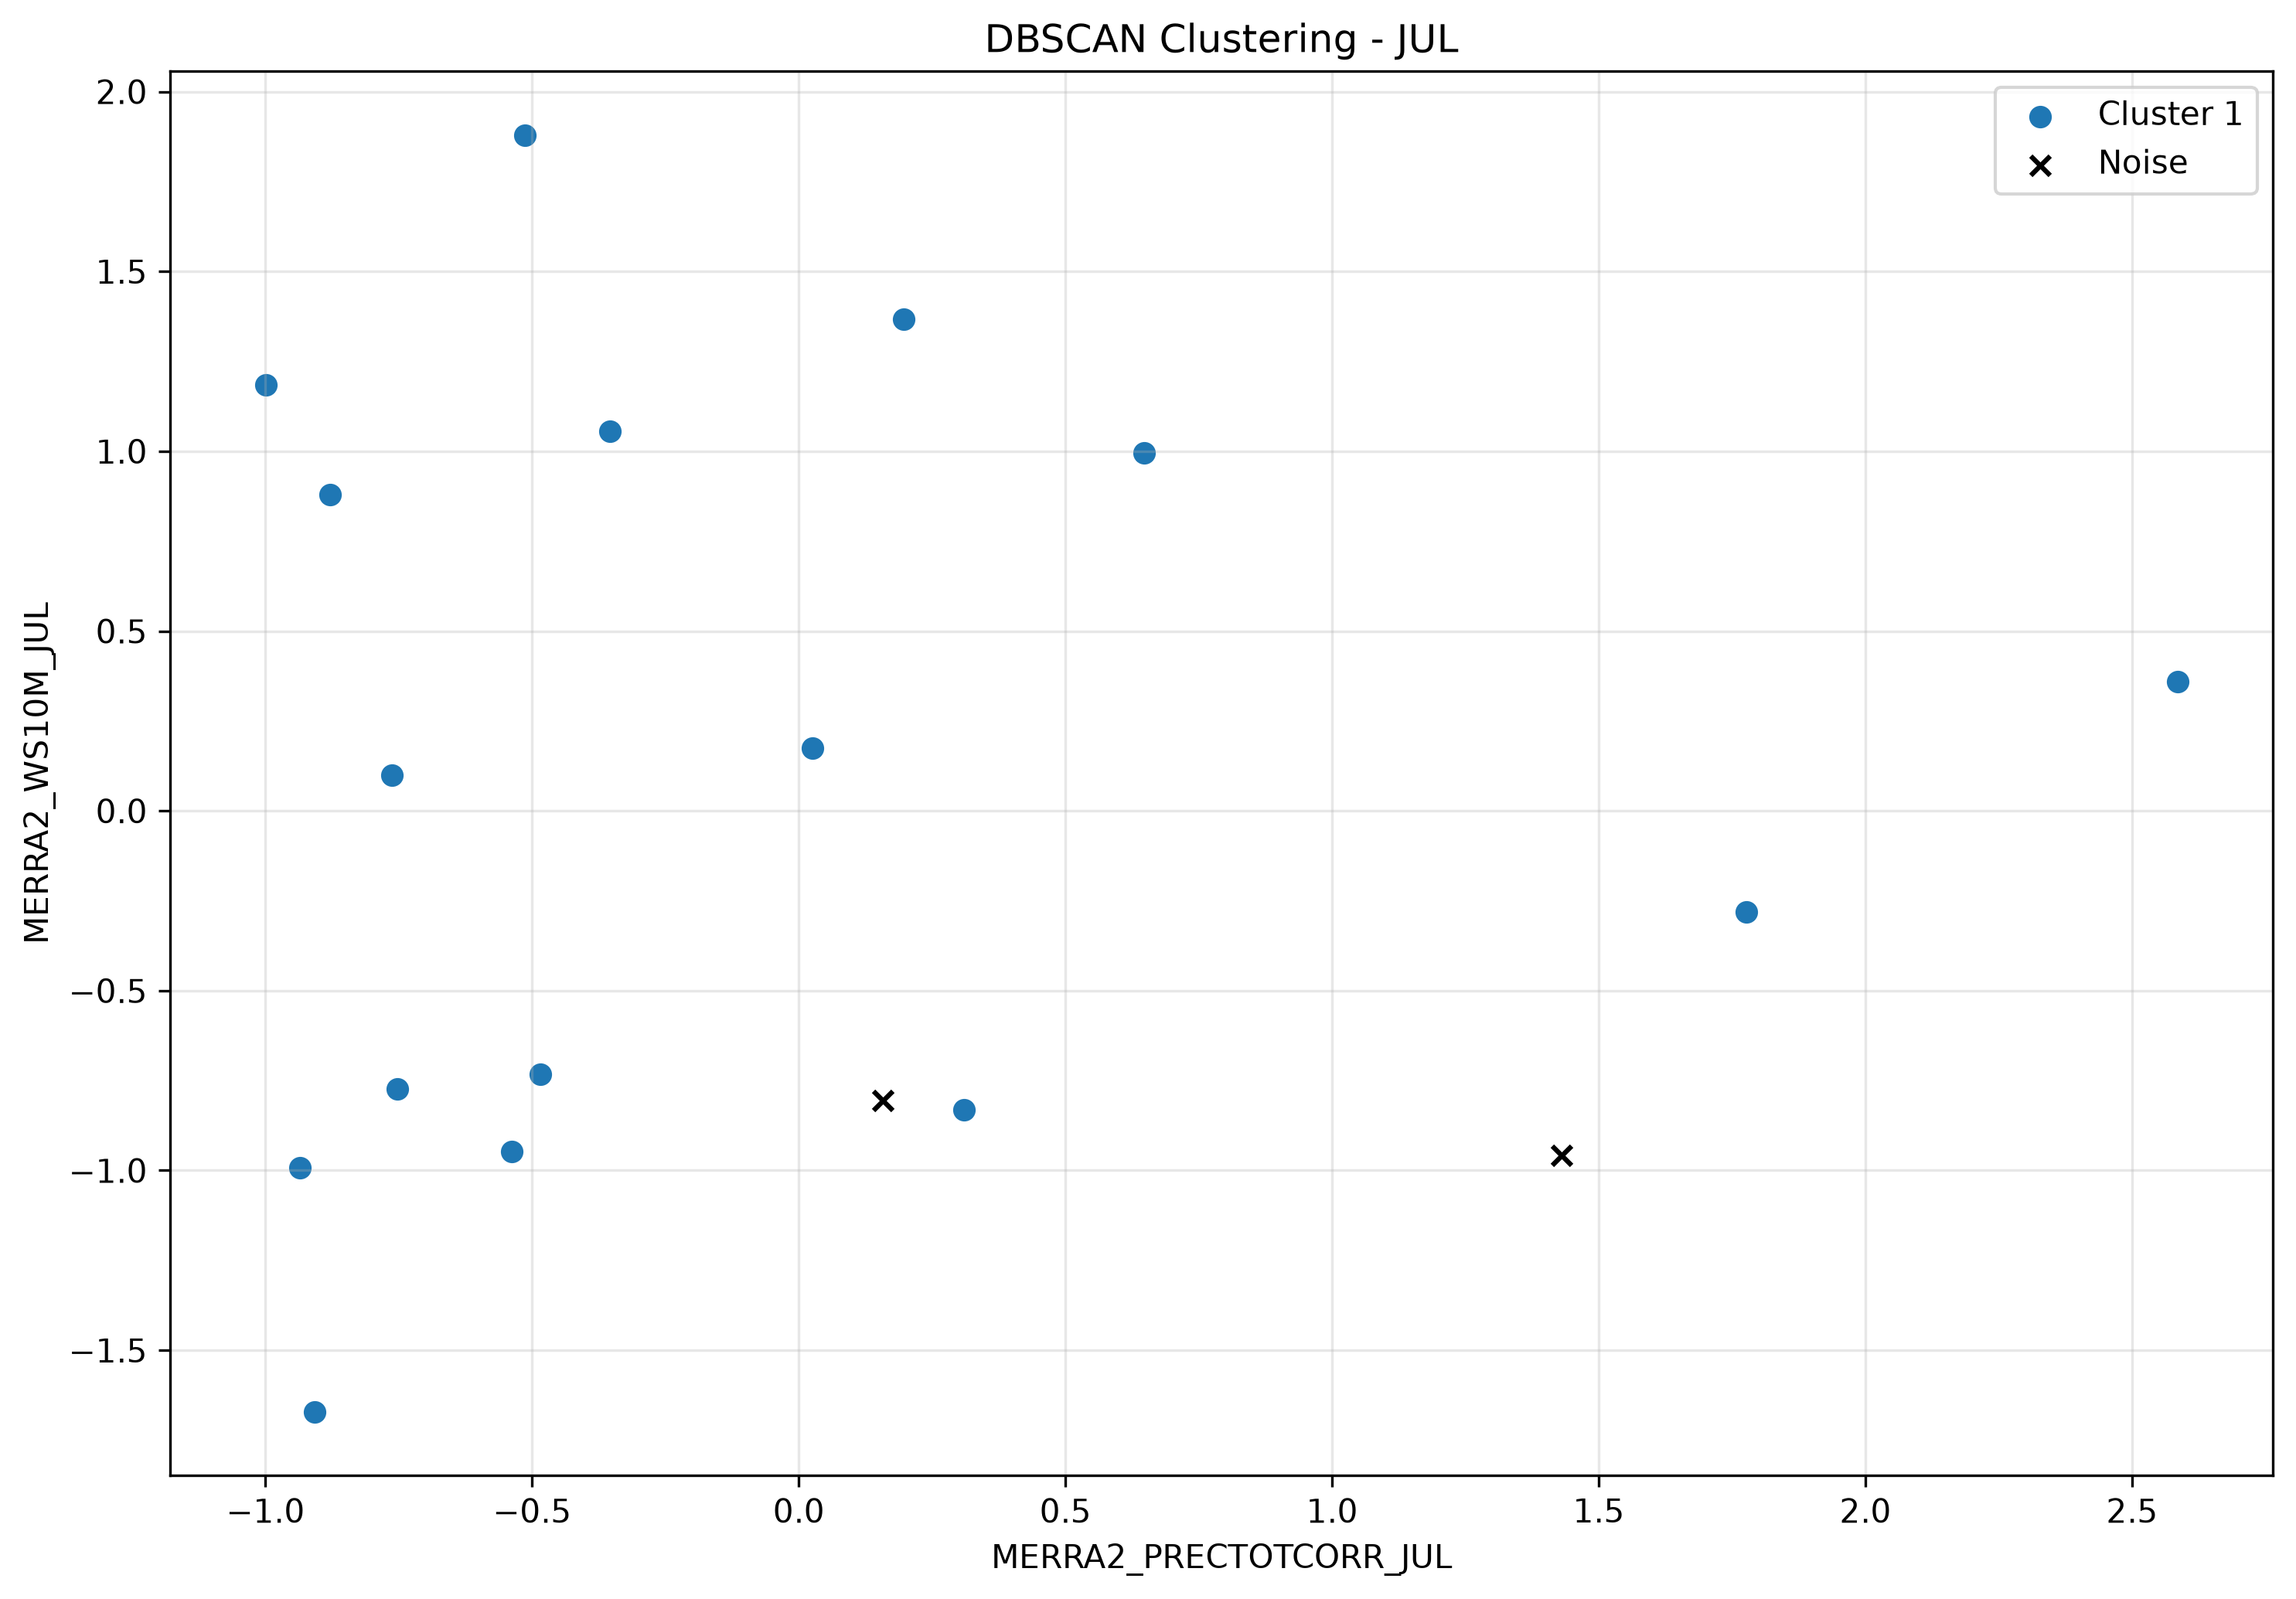 DBSCAN Clustering - JUL
Cluster 1
Noise
2.0
1.5
1.0
0.5
0.0
−0.5
−1.0
−1.5
MERRA2_WS10M_JUL
−1.0 −0.5 0.0 0.5 1.0 1.5 2.0 2.5
MERRA2_PRECTOTCORR_JUL